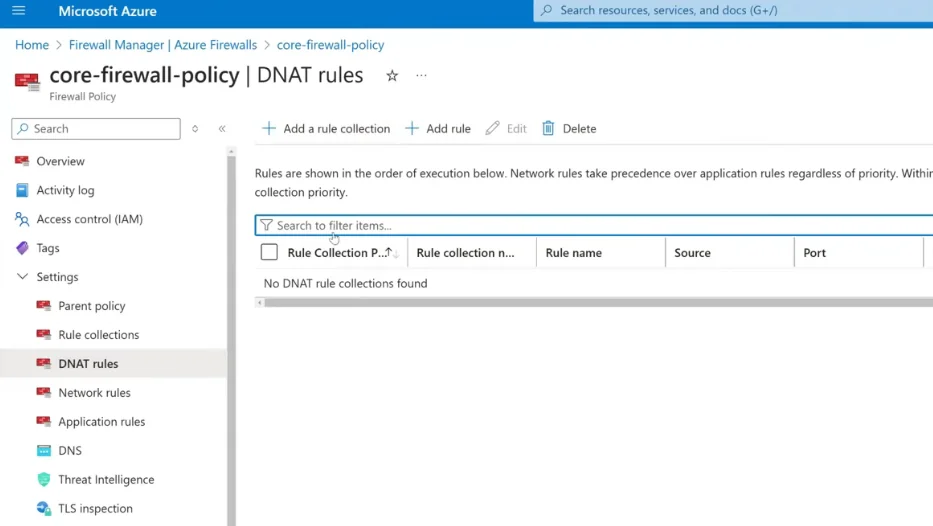 Microsoft Azure
Search resources, services, and docs (G+/)
Home > Firewall Manager | Azure Firewalls > core-firewall-policy
core-firewall-policy | DNAT rules ☆ ...
Firewall Policy
Search
Add a rule collection
Add rule
Edit
Delete
Overview
Activity log
Access control (IAM)
Tags
Settings
Parent policy
Rule collections
DNAT rules
Network rules
Application rules
DNS
Threat Intelligence
TLS inspection
Rules are shown in the order of execution below. Network rules take precedence over application rules regardless of priority. Within
collection priority.
Search to filter items...
Rule Collection P...↑ Rule collection n... Rule name Source Port
No DNAT rule collections found